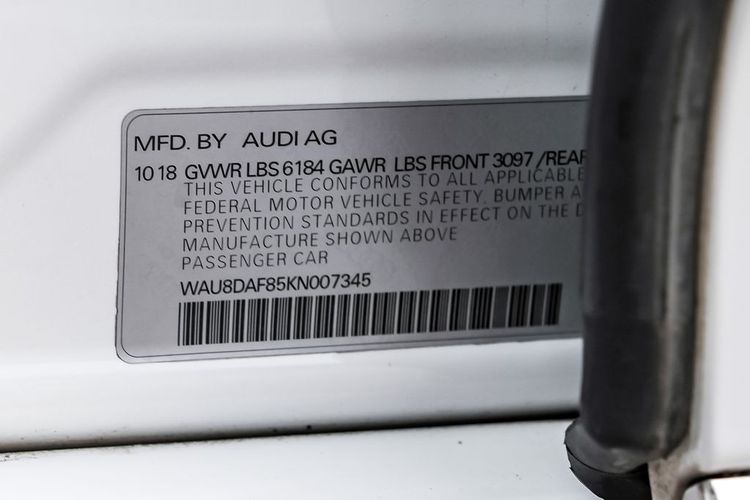 MFD. BY AUDI AG
10 18 GVWR LBS 6184 GAWR LBS FRONT 3097 /REAR
THIS VEHICLE CONFORMS TO ALL APPLICABLE
FEDERAL MOTOR VEHICLE SAFETY. BUMPER
PREVENTION STANDARDS IN EFFECT ON THE
MANUFACTURE SHOWN ABOVE
PASSENGER CAR
WAU8DAF85KN007345